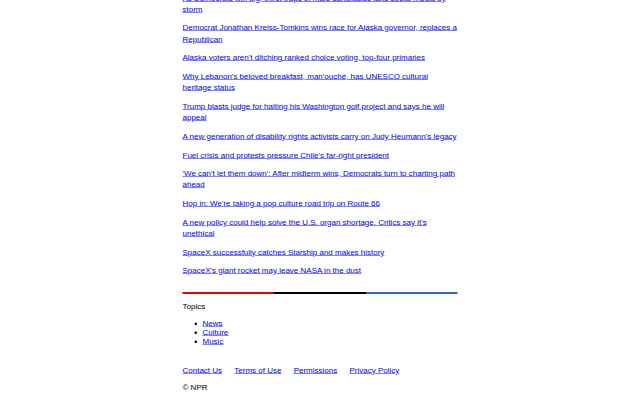 storm
Democrat Jonathan Kreiss-Tomkins wins race for Alaska governor, replaces a
Republican
Alaska voters aren't ditching ranked choice voting, top-four primaries
Why Lebanon's beloved breakfast, man'ouche, has UNESCO cultural
heritage status
Trump blasts judge for halting his Washington golf project and says he will
appeal
A new generation of disability rights activists carry on Judy Heumann's legacy
Fuel crisis and protests pressure Chile's far-right president
'We can't let them down': After midterm wins, Democrats turn to charting path
ahead
Hop in: We're taking a pop culture road trip on Route 66
A new policy could help solve the U.S. organ shortage. Critics say it's
unethical
SpaceX successfully catches Starship and makes history
SpaceX's giant rocket may leave NASA in the dust
Topics
News
Culture
Music
Contact Us Terms of Use Permissions Privacy Policy
© NPR